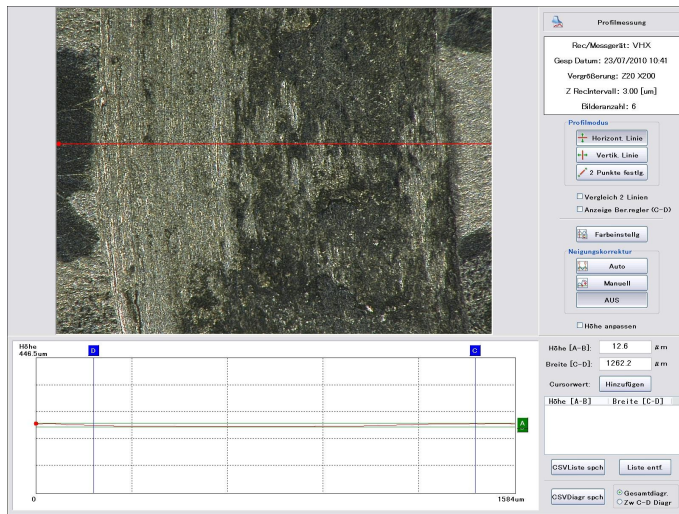 Profilmessung
Rec/Messgerät: VHX
Gesp Datum: 23/07/2010 10:41
Vergrößerung: Z20 X200
Z RecIntervall: 3.00 [um]
Bilderanzahl: 6
Profilmodus
Horizont. Linie
Vertik. Linie
2 Punkte festlg.
Vergleich 2 Linien
Anzeige Ber.regler (C-D)
Farbeinstellg
Neigungskorrektur
Auto
Manuell
AUS
Höhe anpassen
Höhe
446.5um
D
C
A
0
1584um
Höhe [A-B]: 12.6 µm
Breite [C-D]: 1262.2 µm
Cursorwert: Hinzufügen
Höhe [A-B] Breite [C-D]
CSVListe spch
Liste entf.
CSVDiagr spch
Gesamtdiagr.
Zw C-D Diagr